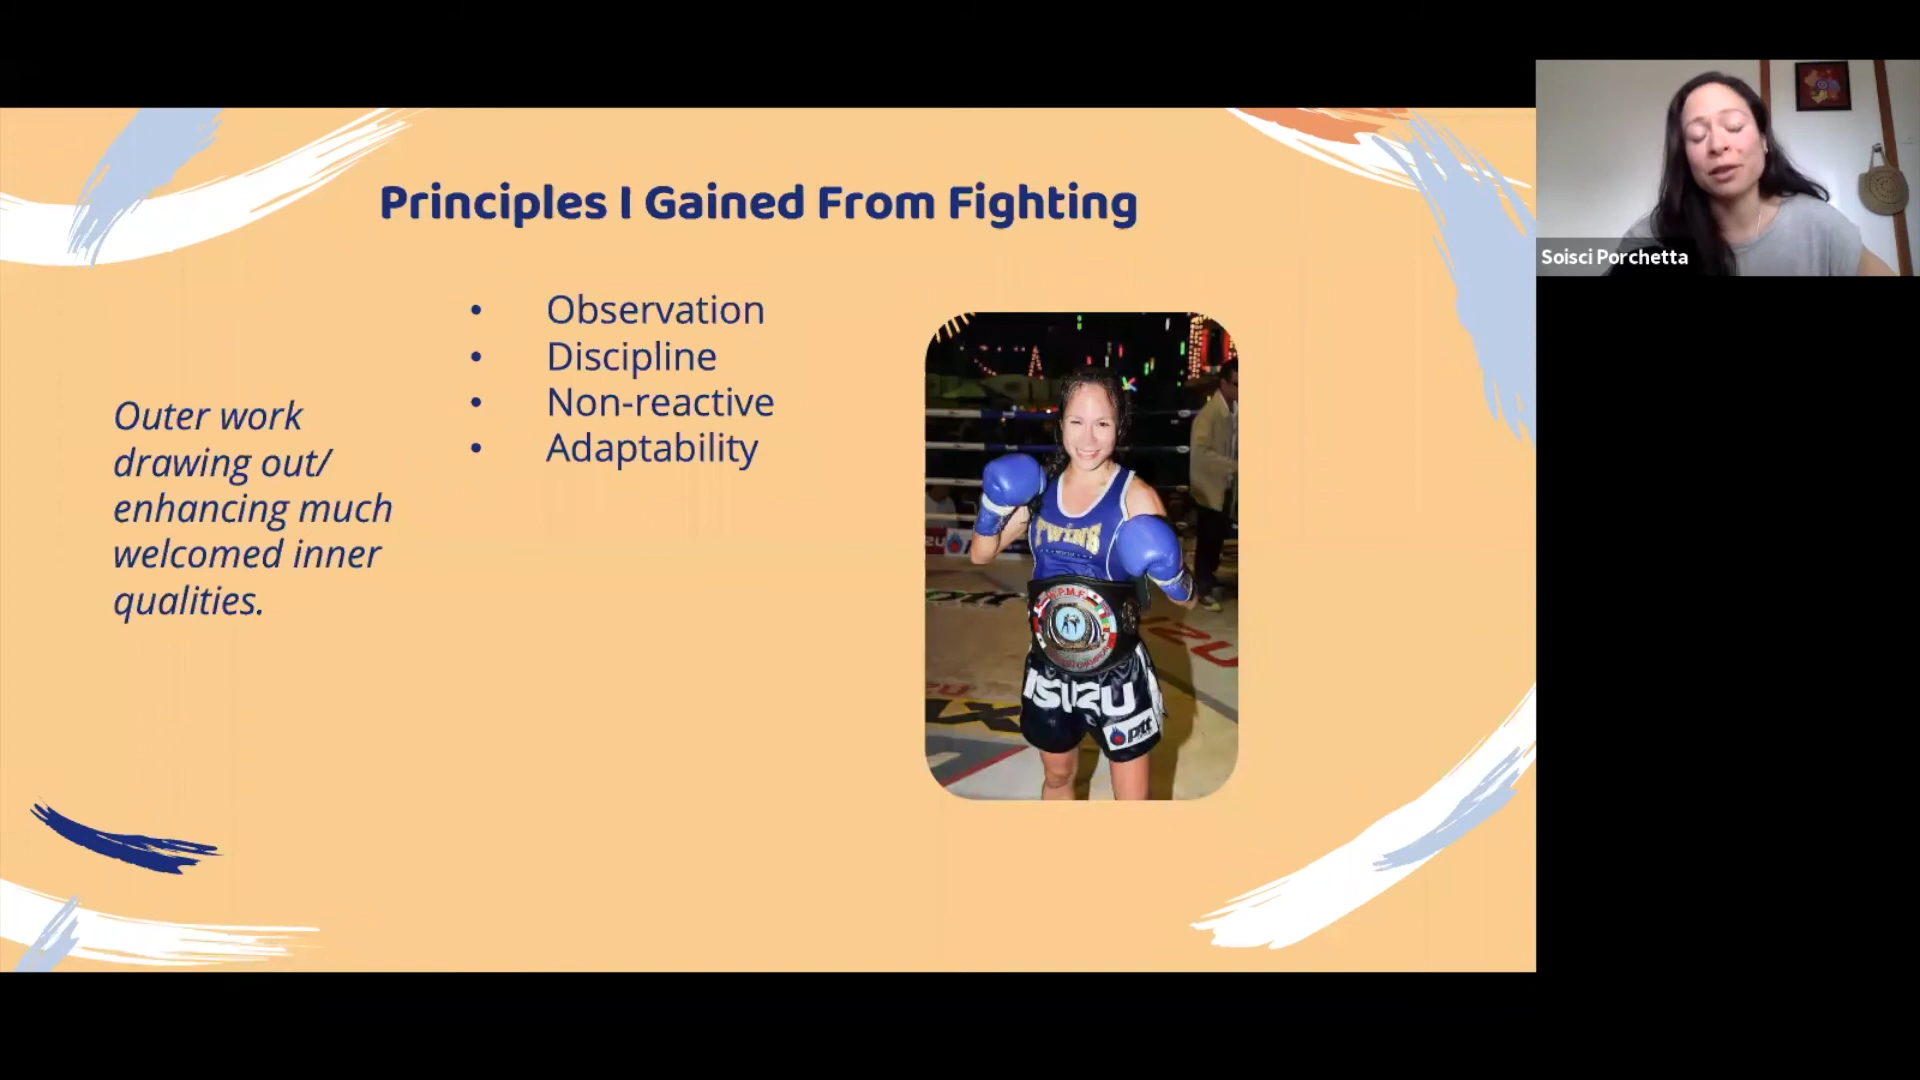 Principles I Gained From Fighting
• Observation
• Discipline
• Non-reactive
• Adaptability
Outer work
drawing out/
enhancing much
welcomed inner
qualities.
TWINS
W.P.M.F.
ISUZU
ptt
Soisci Porchetta